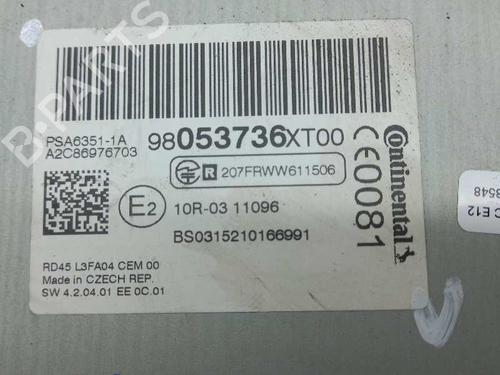 PSA6351-1A
A2C86976703
98053736XT00
R 207FRWW611506
E2
10R-03 11096
BS0315210166991
RD45 L3FA04 CEM 00
Made in CZECH REP.
SW 4.2.04.01 EE 0C.01
CE0081
Continental
C E12
3548
B-PARTS